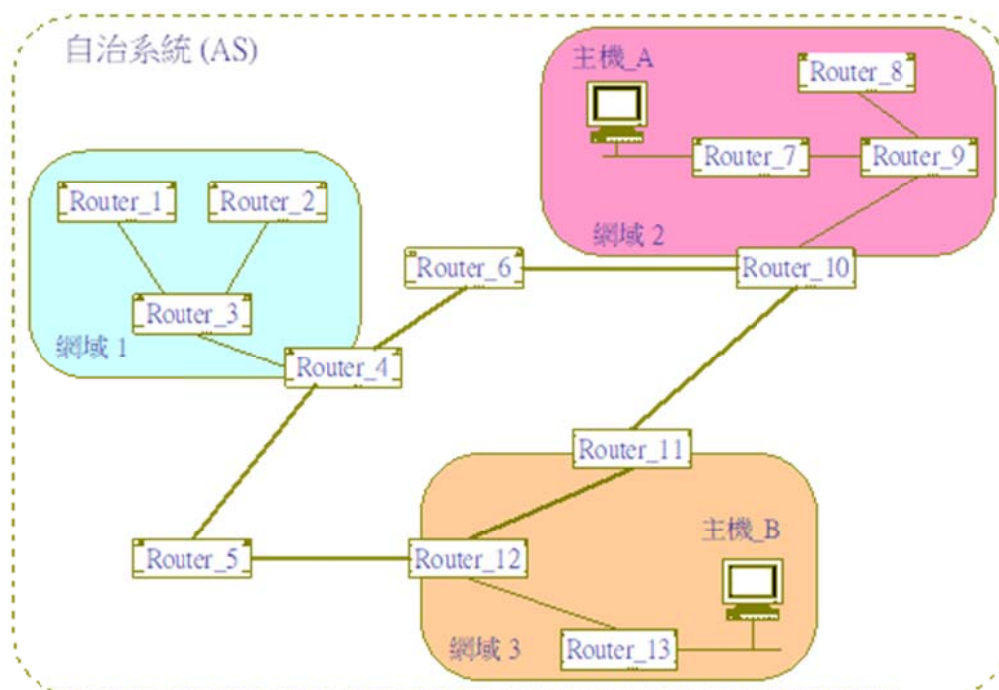 自治系統 (AS)
主機_A
Router_8
Router_7
Router_9
網域 2
Router_10
Router_1
Router_2
Router_3
網域 1
Router_4
Router_6
Router_11
主機_B
Router_5
Router_12
網域 3
Router_13